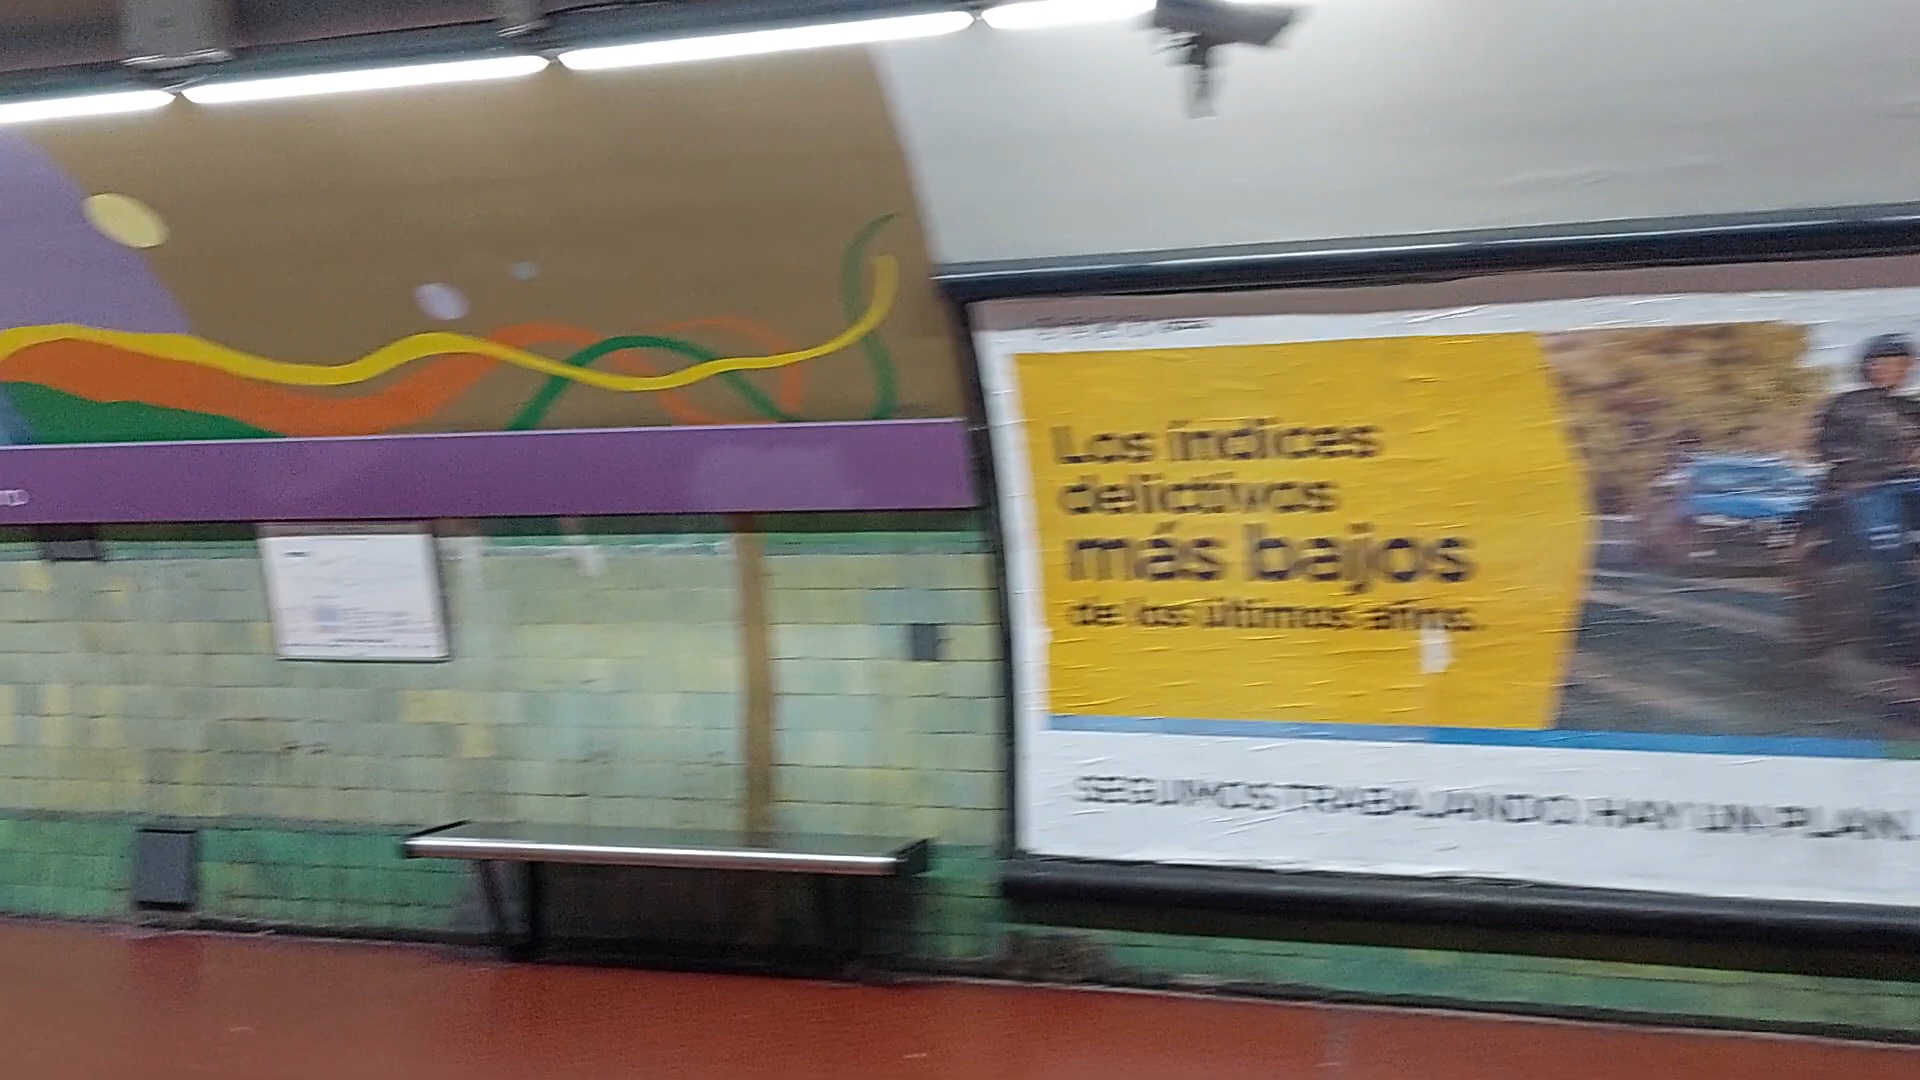 Los índices
delictivos
más bajos
de los últimos años.
SEGUIMOS TRABAJANDO. HAY UN PLAN.